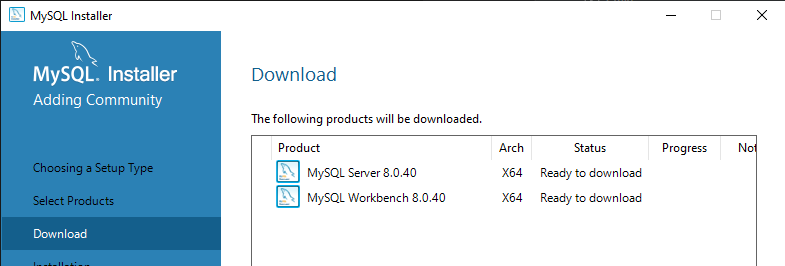 MySQL Installer
MySQL. Installer
Adding Community
Choosing a Setup Type
Select Products
Download
Installation
Download
The following products will be downloaded.
Product Arch Status Progress
MySQL Server 8.0.40 X64 Ready to download
MySQL Workbench 8.0.40 X64 Ready to download